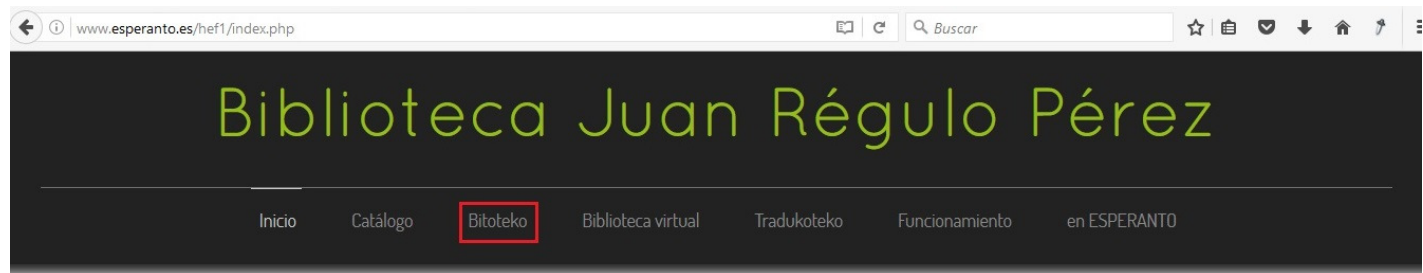 www.esperanto.es/hef1/index.php Buscar
Biblioteca Juan Régulo Pérez
Inicio Catálogo Bitoteko Biblioteca virtual Tradukoteko Funcionamiento en ESPERANTO